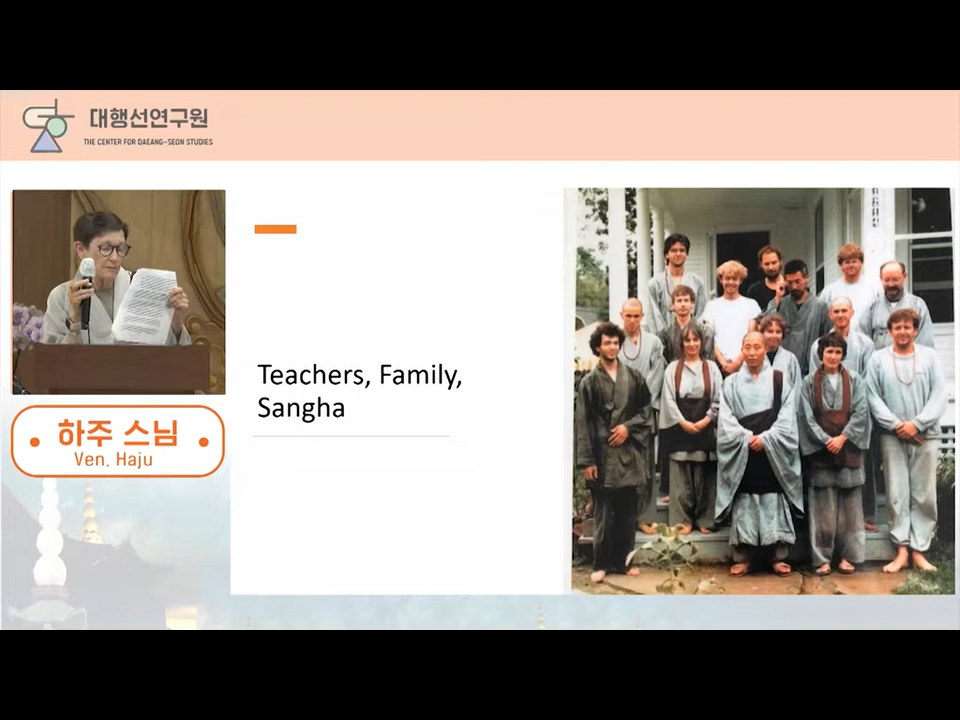 대행선연구원
THE CENTER FOR DAEANG-SEON STUDIES
Teachers, Family,
Sangha
하주 스님
Ven. Haju